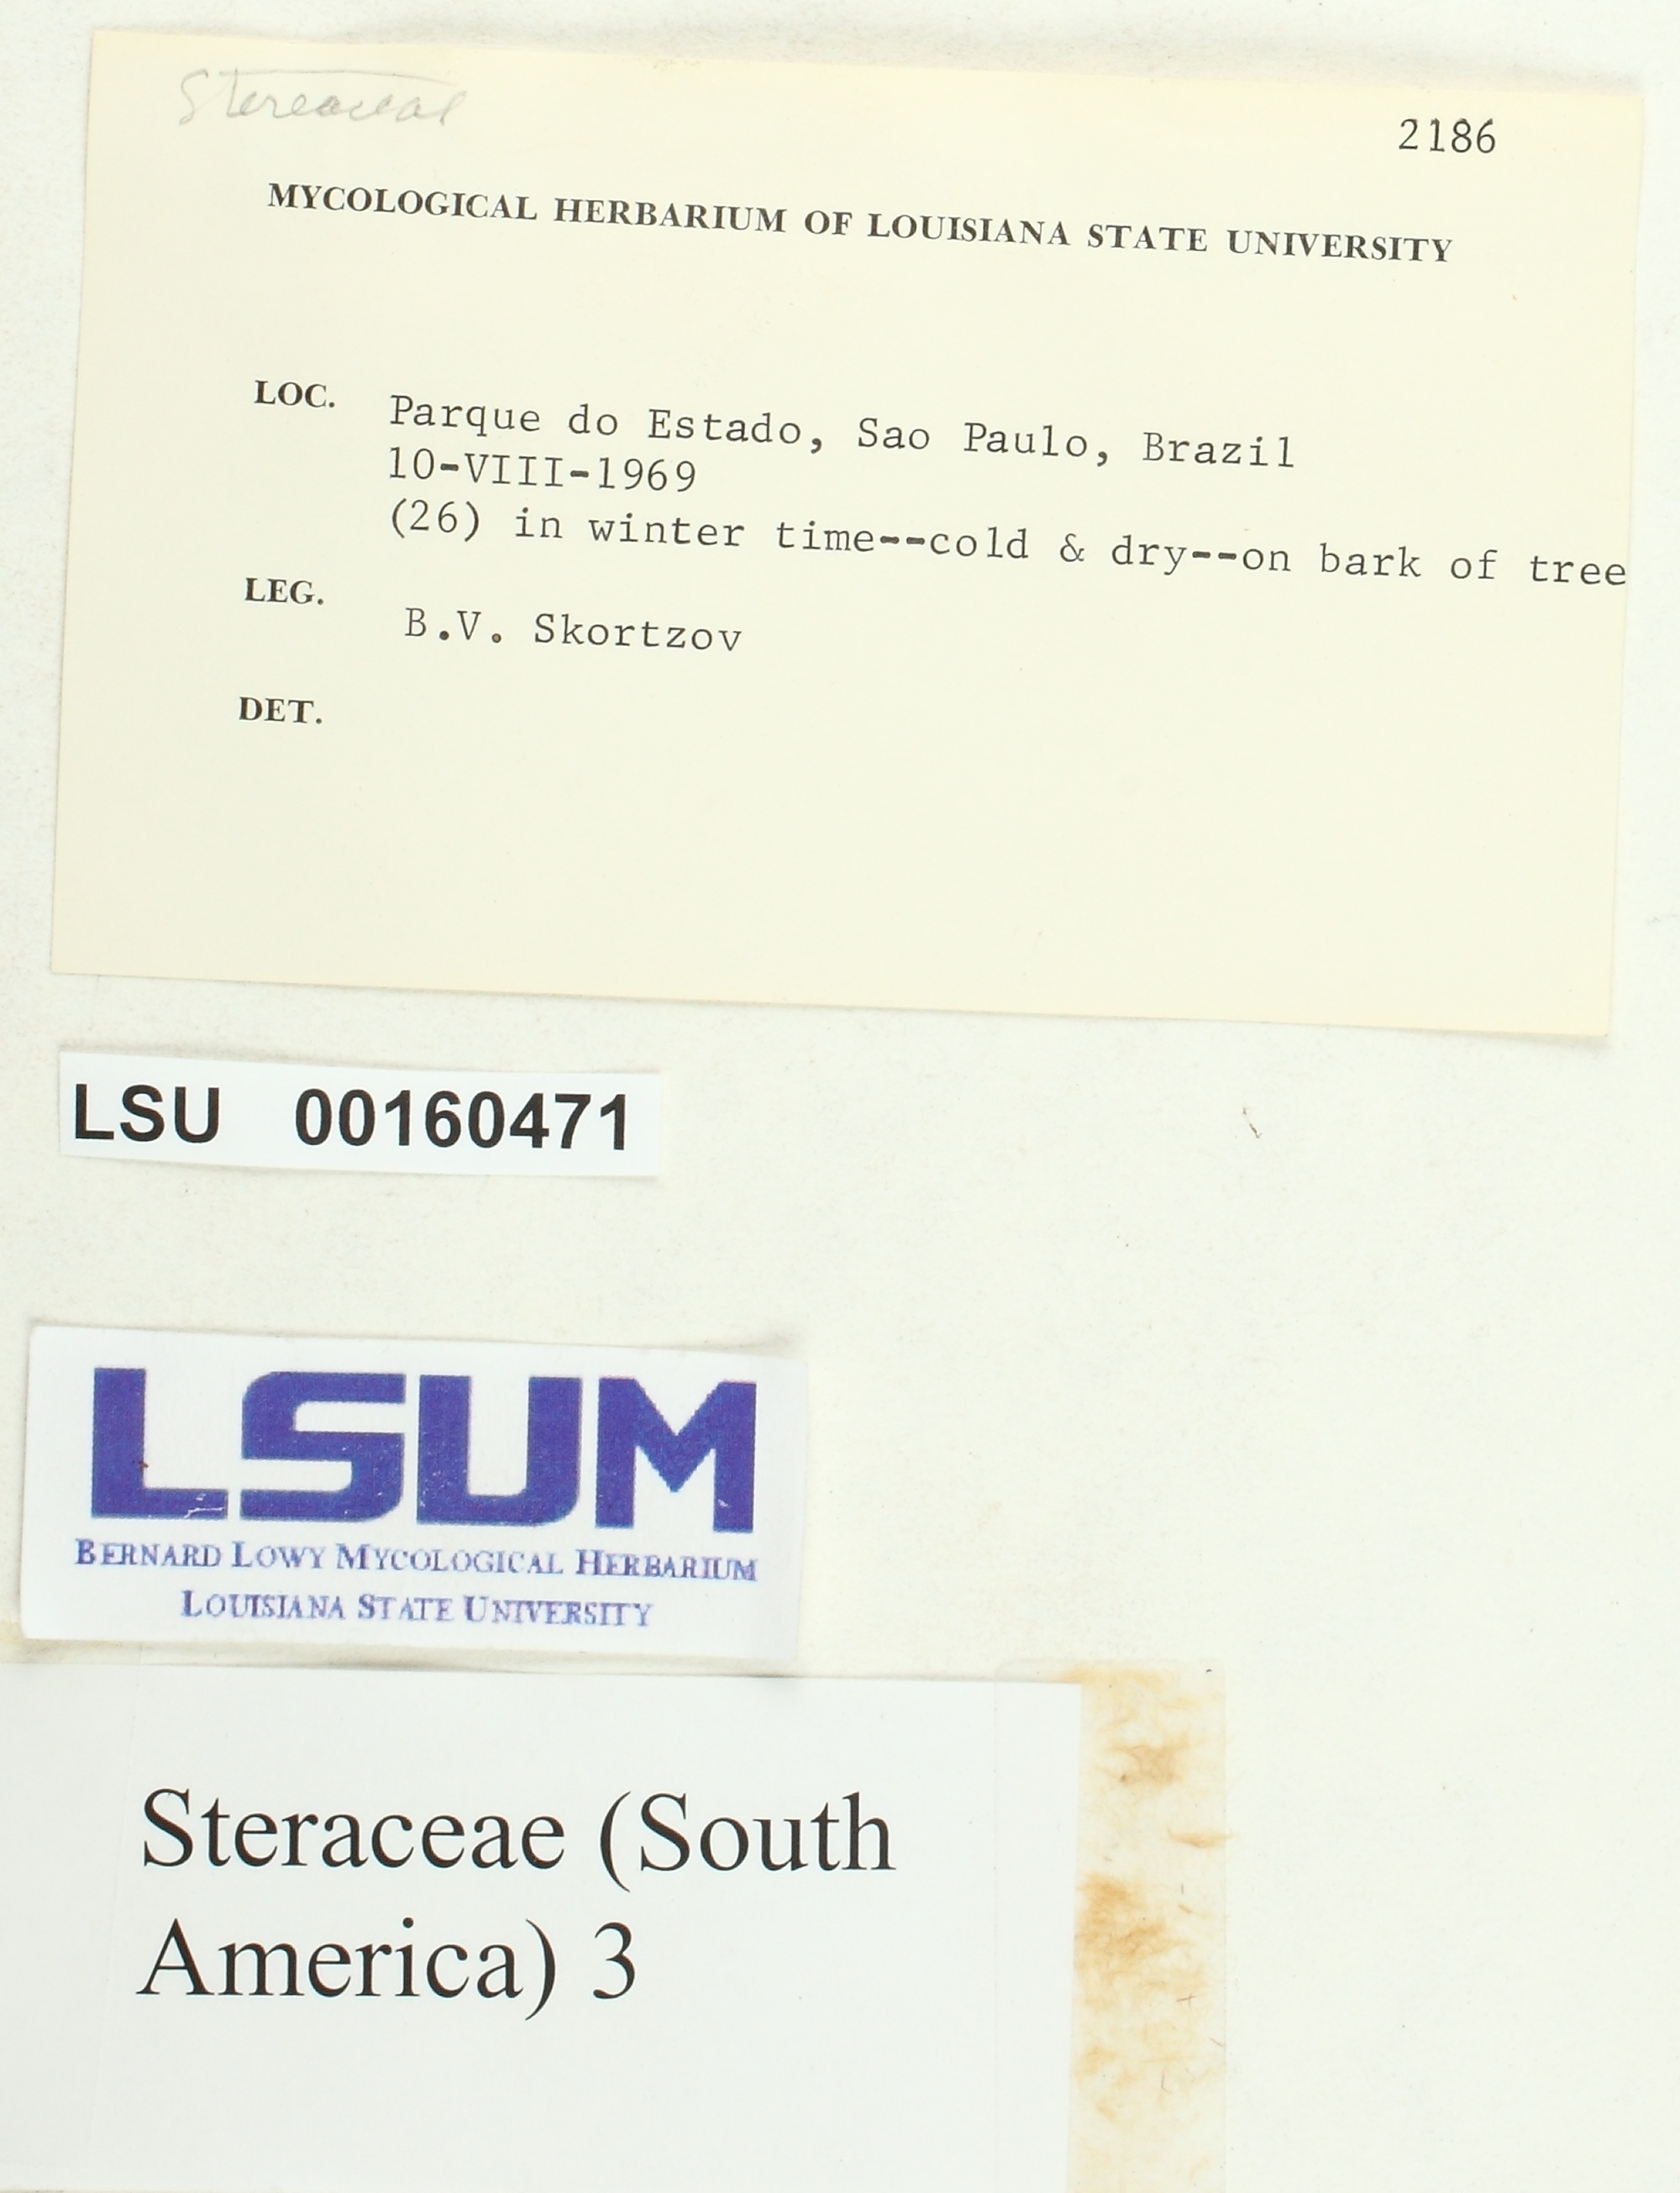 Stereaceae
2186
MYCOLOGICAL HERBARIUM OF LOUISIANA STATE UNIVERSITY
LOC. Parque do Estado, Sao Paulo, Brazil
10-VIII-1969
(26) in winter time--cold & dry--on bark of tree
LEG. B.V. Skortzov
DET.
LSU 00160471
LSUM
BERNARD LOWY MYCOLOGICAL HERBARIUM
LOUISIANA STATE UNIVERSITY
Steraceae (South
America) 3